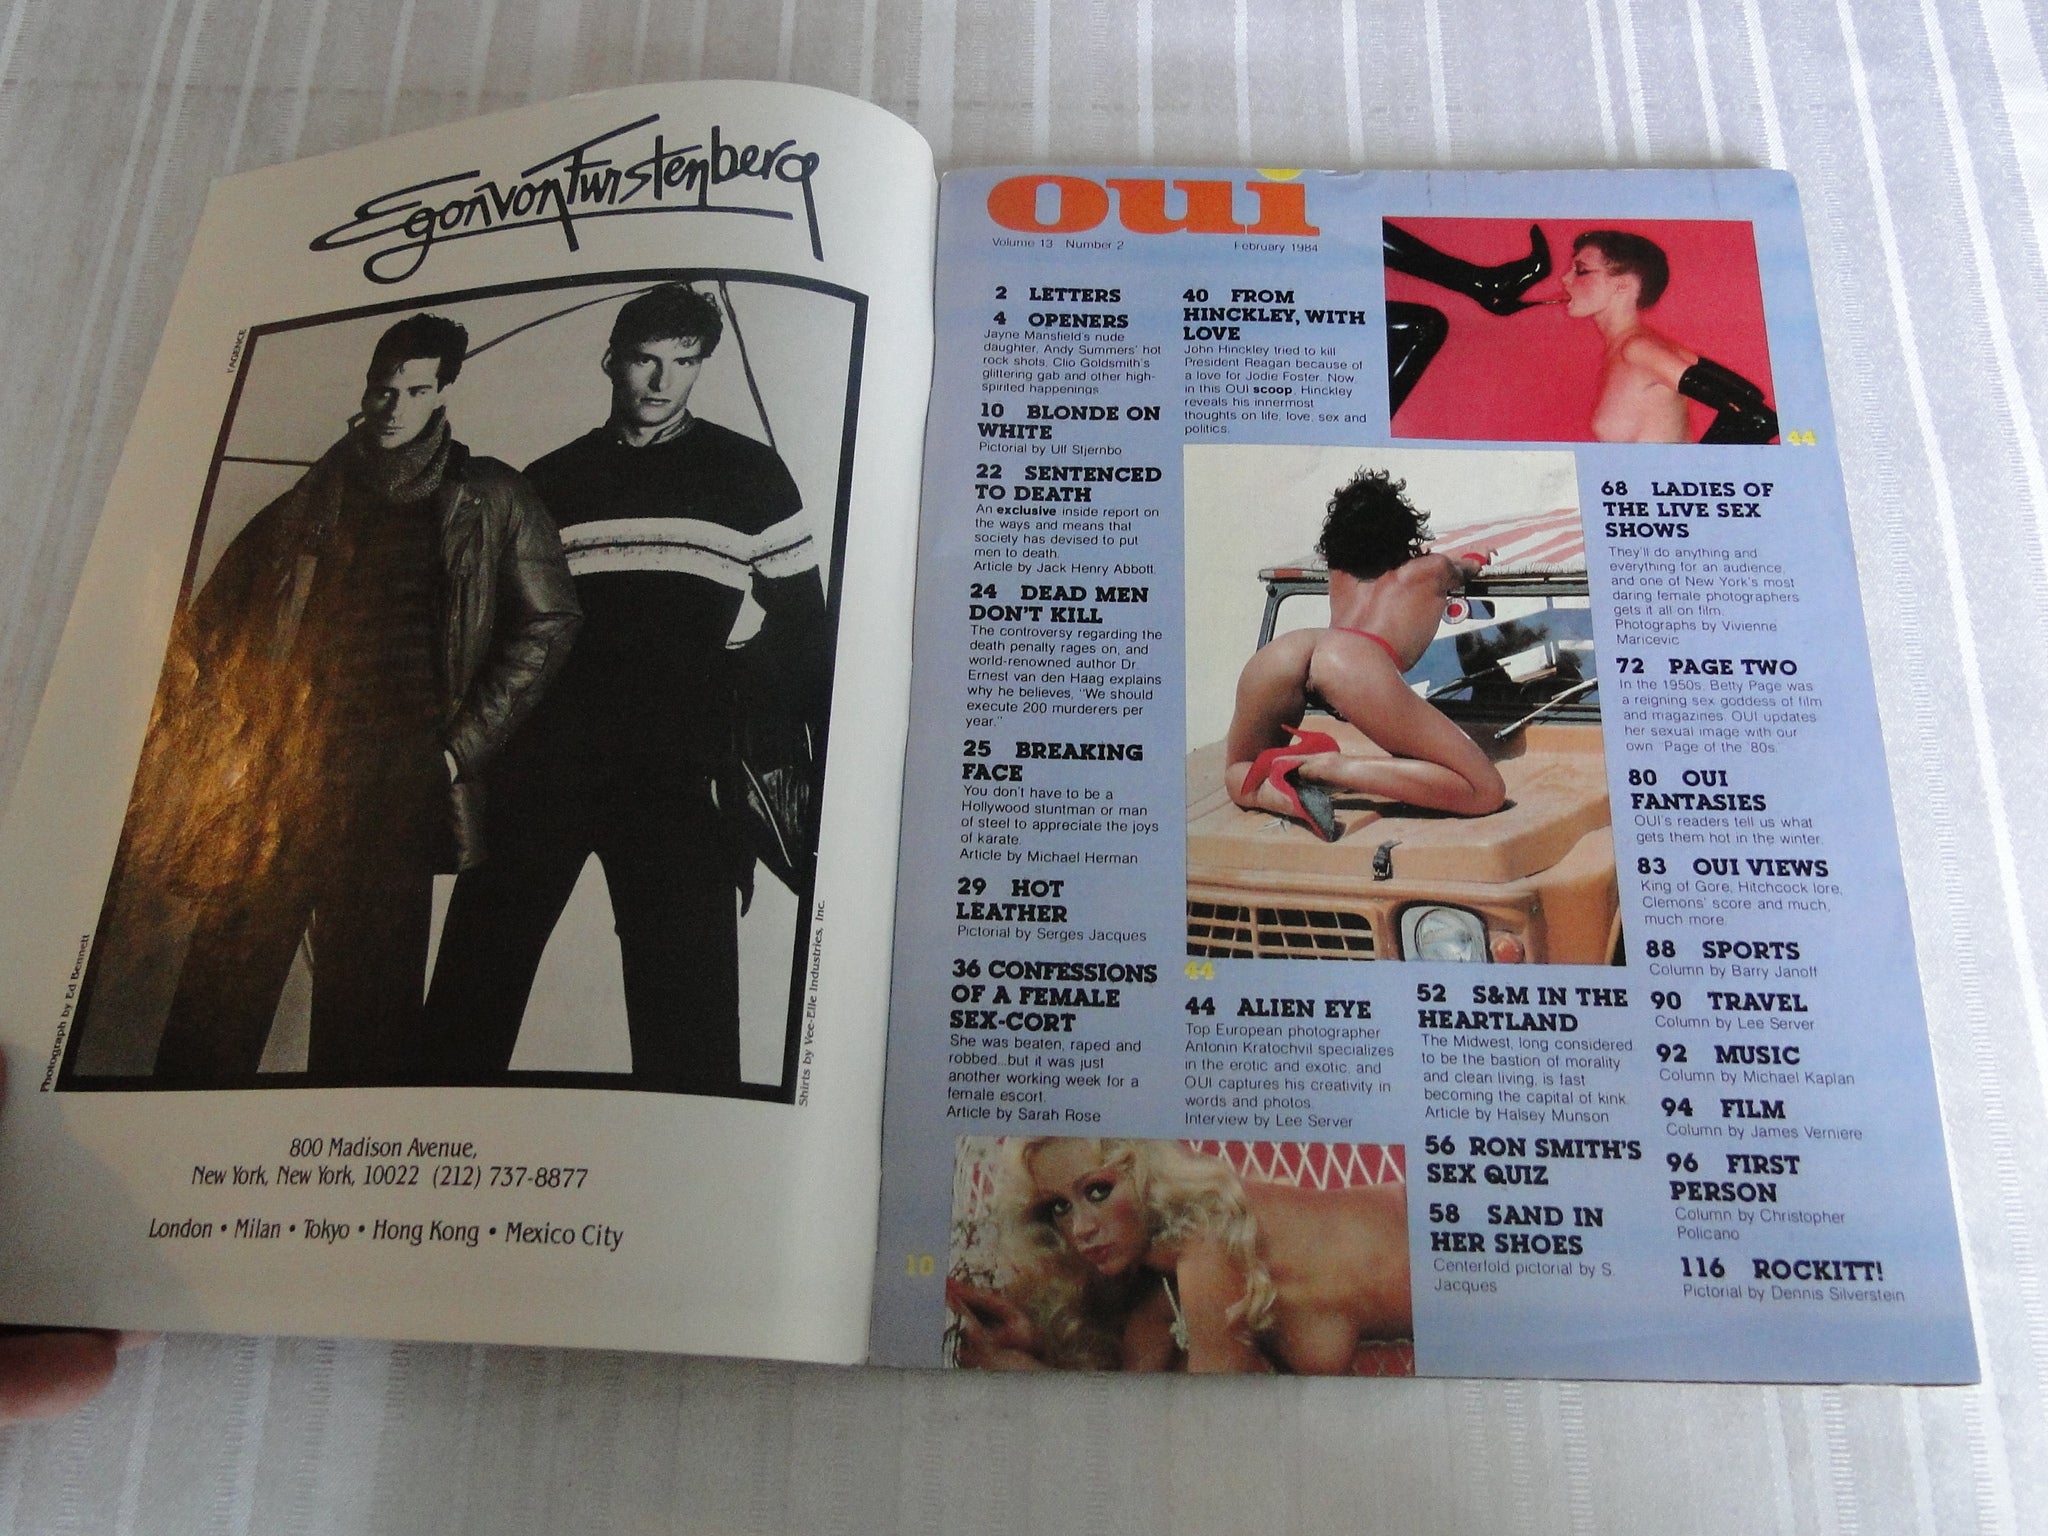 Egon von Furstenberg
L'AGENCE
Photograph by Ed Bennett
Shirts by Vee-Elle Industries, Inc.
800 Madison Avenue,
New York, New York, 10022 (212) 737-8877
London • Milan • Tokyo • Hong Kong • Mexico City
oui
Volume 13 Number 2
February 1984
2 LETTERS
4 OPENERS
Jayne Mansfield's nude
daughter, Andy Summers' hot
rock shots, Clio Goldsmith's
glittering gab and other high-
spirited happenings
10 BLONDE ON
WHITE
Pictorial by Ulf Stjernbo
22 SENTENCED
TO DEATH
An exclusive inside report on
the ways and means that
society has devised to put
men to death.
Article by Jack Henry Abbott.
24 DEAD MEN
DON'T KILL
The controversy regarding the
death penalty rages on, and
world-renowned author Dr.
Ernest van den Haag explains
why he believes, "We should
execute 200 murderers per
year."
25 BREAKING
FACE
You don't have to be a
Hollywood stuntman or man
of steel to appreciate the joys
of karate.
Article by Michael Herman
29 HOT
LEATHER
Pictorial by Serges Jacques
36 CONFESSIONS
OF A FEMALE
SEX-CORT
She was beaten, raped and
robbed...but it was just
another working week for a
female escort.
Article by Sarah Rose
10
40 FROM
HINCKLEY, WITH
LOVE
John Hinckley tried to kill
President Reagan because of
a love for Jodie Foster. Now,
in this OUI scoop, Hinckley
reveals his innermost
thoughts on life, love, sex and
politics.
44
44
44 ALIEN EYE
Top European photographer
Antonin Kratochvil specializes
in the erotic and exotic, and
OUI captures his creativity in
words and photos.
Interview by Lee Server
52 S&M IN THE
HEARTLAND
The Midwest, long considered
to be the bastion of morality
and clean living, is fast
becoming the capital of kink.
Article by Halsey Munson
56 RON SMITH'S
SEX QUIZ
58 SAND IN
HER SHOES
Centerfold pictorial by S.
Jacques
68 LADIES OF
THE LIVE SEX
SHOWS
They'll do anything and
everything for an audience,
and one of New York's most
daring female photographers
gets it all on film.
Photographs by Vivienne
Maricevic
72 PAGE TWO
In the 1950s, Betty Page was
a reigning sex goddess of film
and magazines. OUI updates
her sexual image with our
own 'Page of the '80s.'
80 OUI
FANTASIES
OUI's readers tell us what
gets them hot in the winter.
83 OUI VIEWS
King of Gore, Hitchcock lore,
Clemons' score and much,
much more.
88 SPORTS
Column by Barry Janoff
90 TRAVEL
Column by Lee Server
92 MUSIC
Column by Michael Kaplan
94 FILM
Column by James Verniere
96 FIRST
PERSON
Column by Christopher
Policano
116 ROCKITT!
Pictorial by Dennis Silverstein